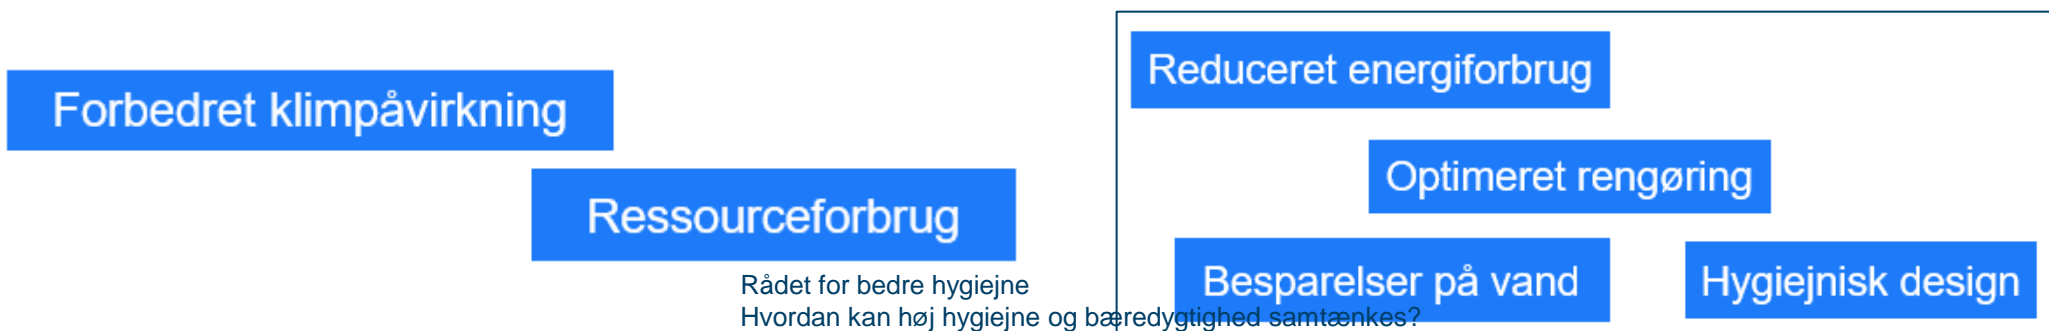 Forbedret klimpåvirkning
Ressourceforbrug
Reduceret energiforbrug
Optimeret rengøring
Besparelser på vand
Hygiejnisk design
Rådet for bedre hygiejne
Hvordan kan høj hygiejne og bæredygtighed samtænkes?